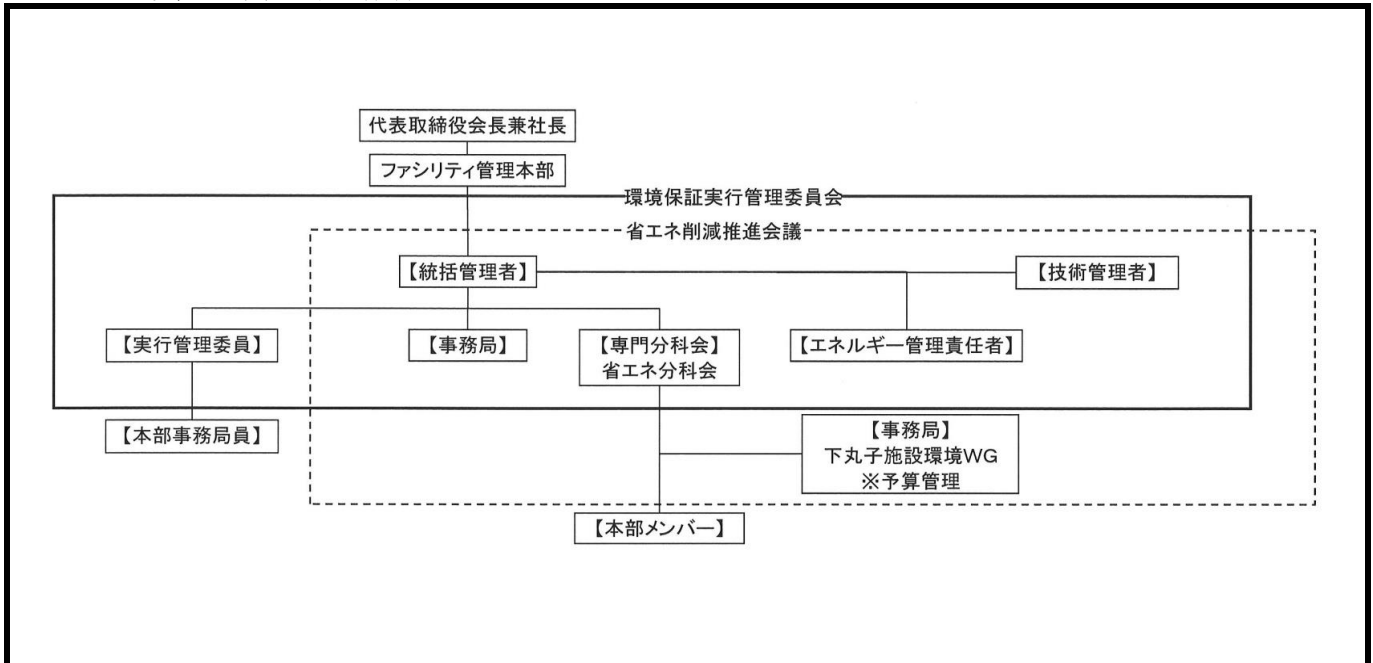 代表取締役会長兼社長
ファシリティ管理本部
環境保証実行管理委員会
省エネ削減推進会議
【統括管理者】
【技術管理者】
【実行管理委員】
【事務局】
【専門分科会】
省エネ分科会
【エネルギー管理責任者】
【本部事務局員】
【事務局】
下丸子施設環境WG
※予算管理
【本部メンバー】